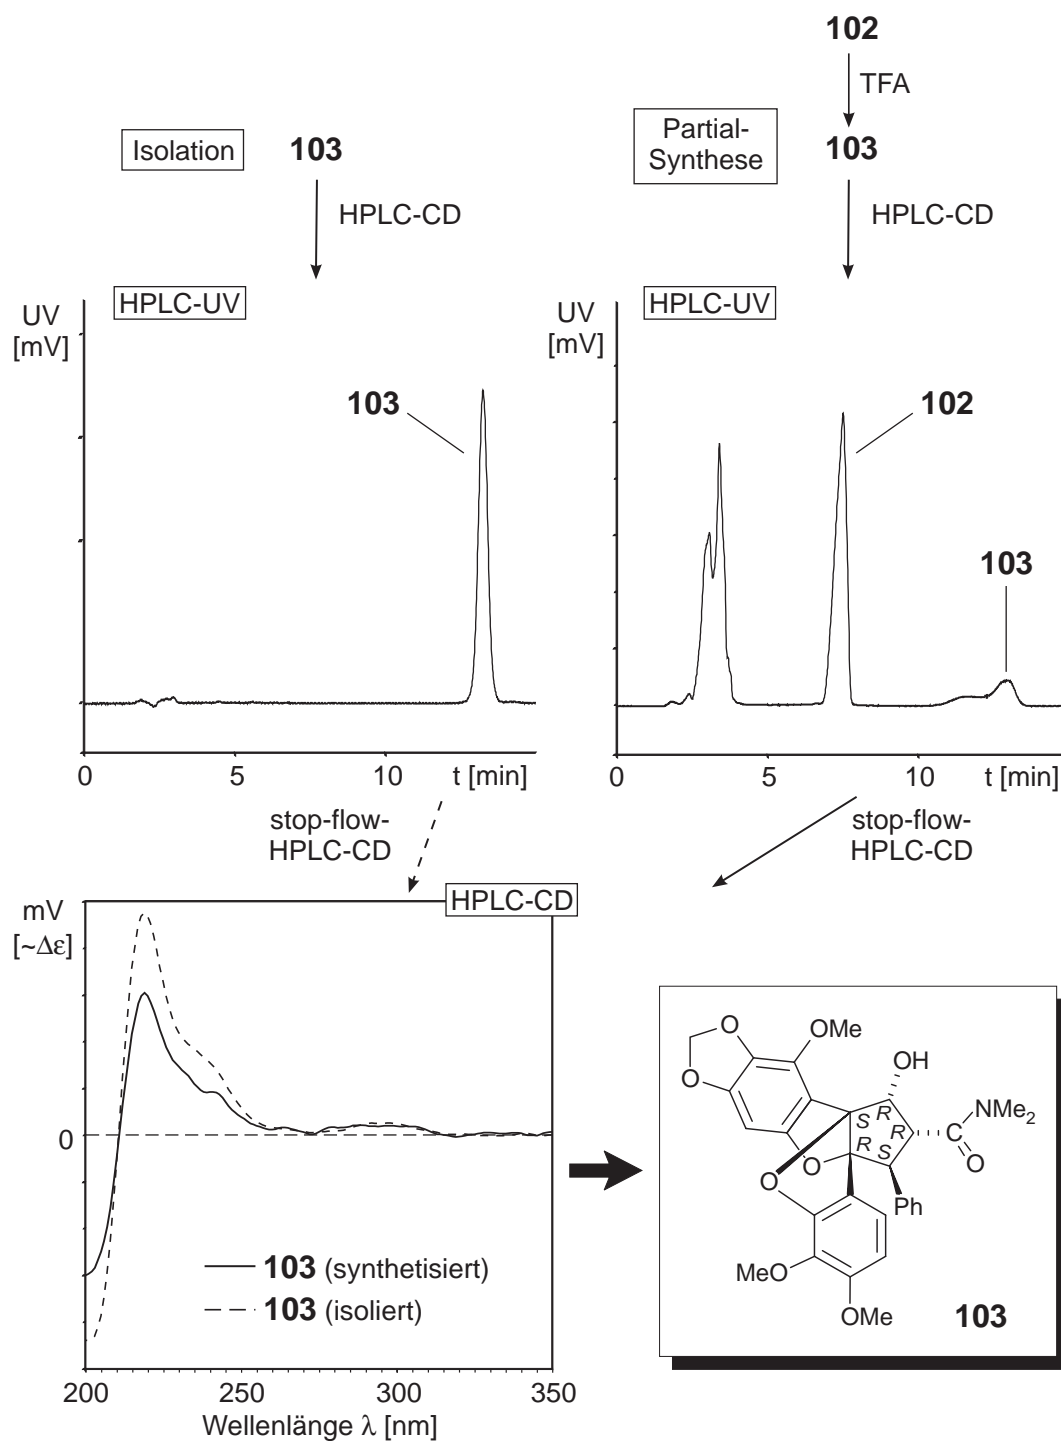 102
TFA
Isolation
103
Partial-
Synthese
103
HPLC-CD
HPLC-CD
UV
[mV]
HPLC-UV
103
0
5
10
t [min]
UV
[mV]
HPLC-UV
102
103
0
5
10
t [min]
stop-flow-
HPLC-CD
stop-flow-
HPLC-CD
mV
[~Δε]
HPLC-CD
0
103 (synthetisiert)
103 (isoliert)
200
250
300
350
Wellenlänge λ [nm]
O
OMe
O
OH
S
R
R
NMe2
C
R
S
O
O
O
Ph
MeO
OMe
103